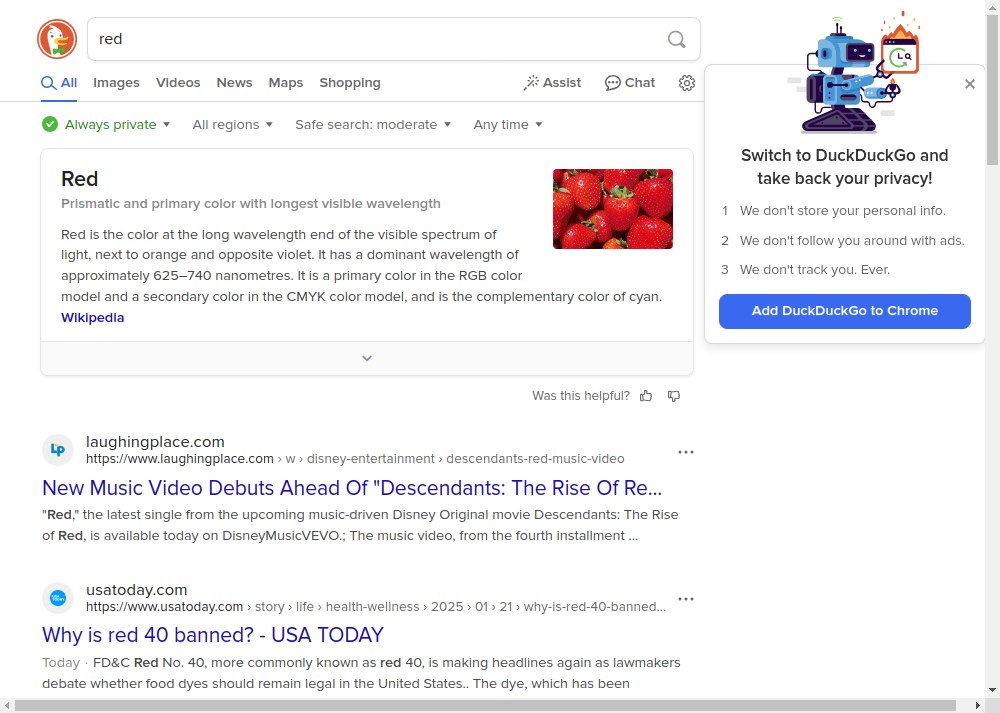 red
All Images Videos News Maps Shopping Assist Chat
Always private All regions Safe search: moderate Any time
Red
Prismatic and primary color with longest visible wavelength
Red is the color at the long wavelength end of the visible spectrum of
light, next to orange and opposite violet. It has a dominant wavelength of
approximately 625–740 nanometres. It is a primary color in the RGB color
model and a secondary color in the CMYK color model, and is the complementary color of cyan.
Wikipedia
Was this helpful?
Lp
laughingplace.com
https://www.laughingplace.com › w › disney-entertainment › descendants-red-music-video
New Music Video Debuts Ahead Of "Descendants: The Rise Of Re...
"Red," the latest single from the upcoming music-driven Disney Original movie Descendants: The Rise
of Red, is available today on DisneyMusicVEVO.; The music video, from the fourth installment ...
USA TODAY
usatoday.com
https://www.usatoday.com › story › life › health-wellness › 2025 › 01 › 21 › why-is-red-40-banned...
Why is red 40 banned? - USA TODAY
Today · FD&C Red No. 40, more commonly known as red 40, is making headlines again as lawmakers
debate whether food dyes should remain legal in the United States.. The dye, which has been
Switch to DuckDuckGo and
take back your privacy!
1 We don't store your personal info.
2 We don't follow you around with ads.
3 We don't track you. Ever.
Add DuckDuckGo to Chrome